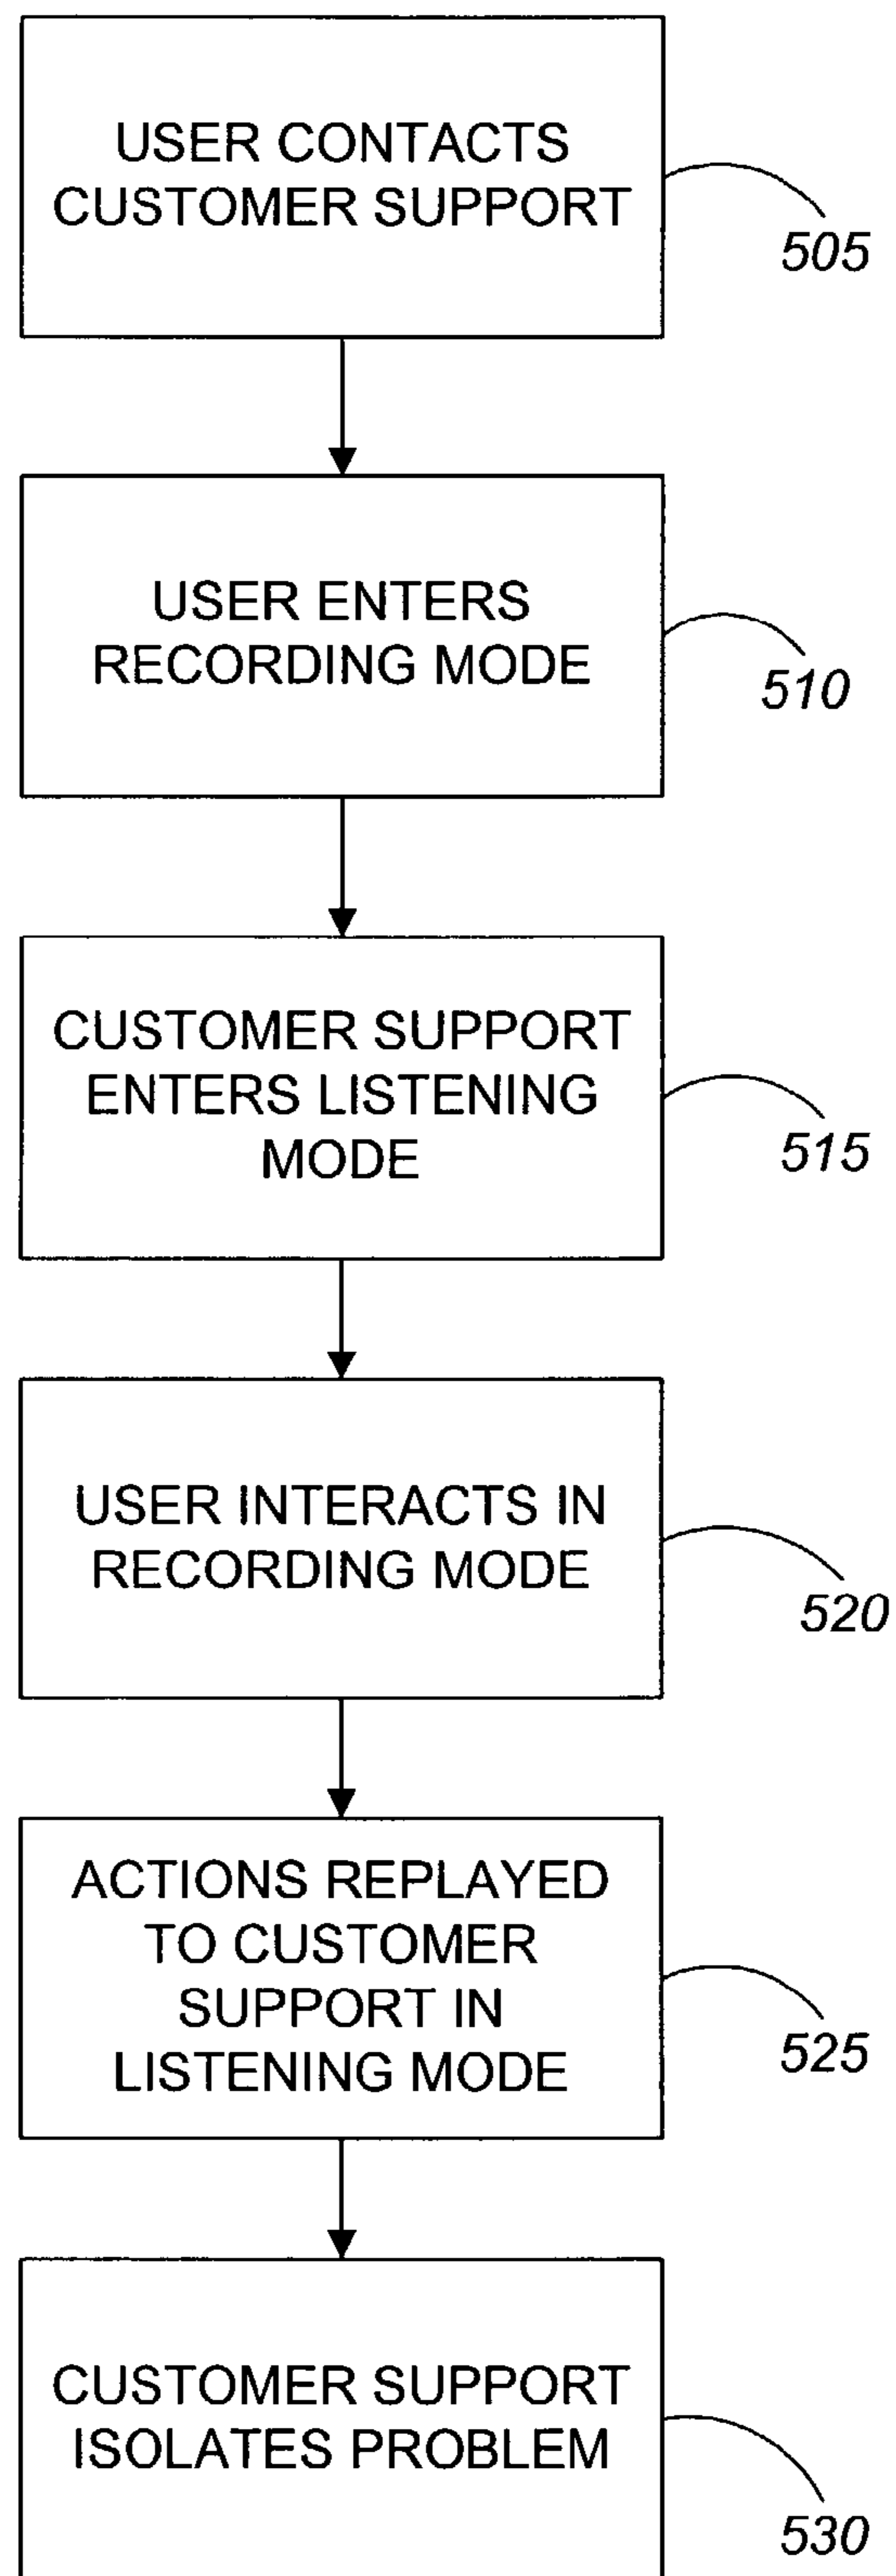 USER CONTACTS
CUSTOMER SUPPORT
505
USER ENTERS
RECORDING MODE
510
CUSTOMER SUPPORT
ENTERS LISTENING
MODE
515
USER INTERACTS IN
RECORDING MODE
520
ACTIONS REPLAYED
TO CUSTOMER
SUPPORT IN
LISTENING MODE
525
CUSTOMER SUPPORT
ISOLATES PROBLEM
530